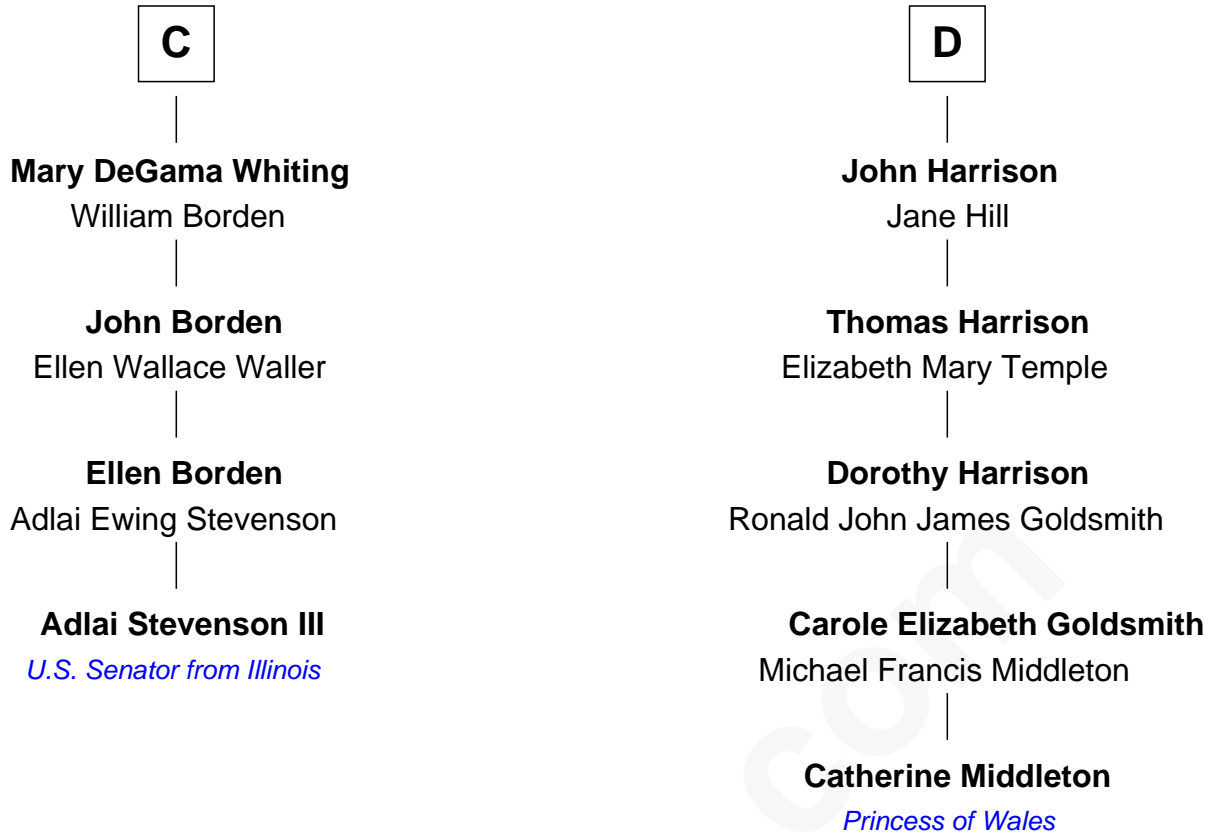 C
Mary DeGama Whiting
William Borden
John Borden
Ellen Wallace Waller
Ellen Borden
Adlai Ewing Stevenson
Adlai Stevenson III
U.S. Senator from Illinois
D
John Harrison
Jane Hill
Thomas Harrison
Elizabeth Mary Temple
Dorothy Harrison
Ronald John James Goldsmith
Carole Elizabeth Goldsmith
Michael Francis Middleton
Catherine Middleton
Princess of Wales
com